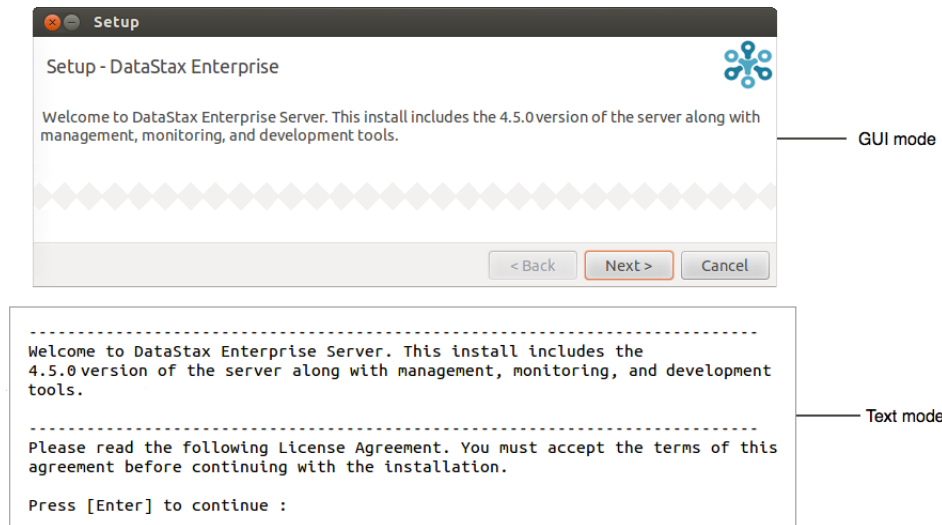 Setup
Setup - DataStax Enterprise
Welcome to DataStax Enterprise Server. This install includes the 4.5.0 version of the server along with
management, monitoring, and development tools.
GUI mode
< Back Next > Cancel
--------------------------------------------------------------------------
Welcome to DataStax Enterprise Server. This install includes the
4.5.0 version of the server along with management, monitoring, and development
tools.
--------------------------------------------------------------------------
Text mode
Please read the following License Agreement. You must accept the terms of this
agreement before continuing with the installation.
Press [Enter] to continue :